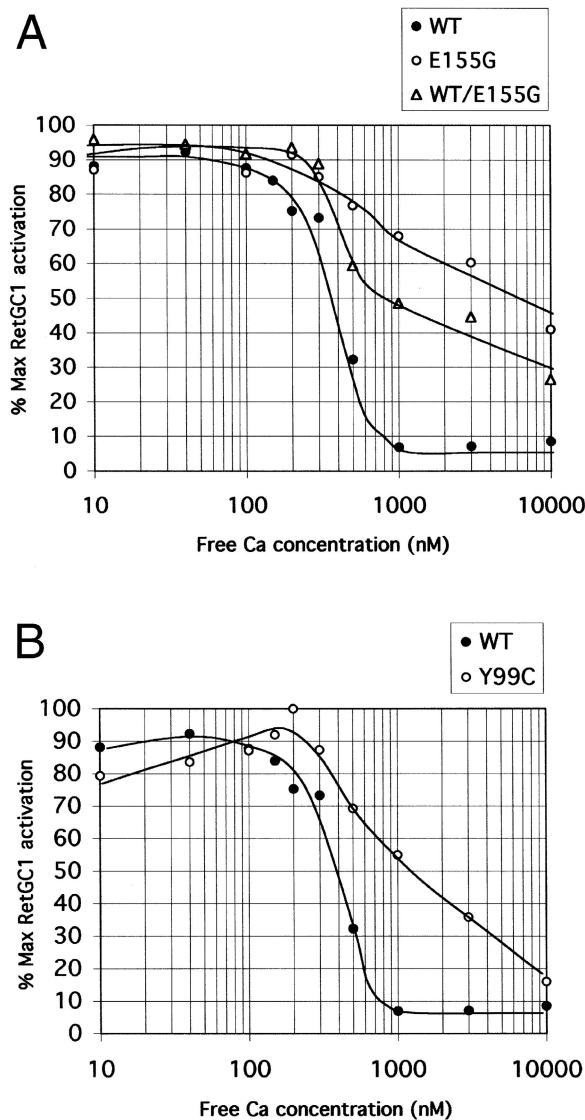 A
WT
E155G
WT/E155G
100
90
80
70
60
50
40
30
20
10
0
% Max RetGC1 activation
10 100 1000 10000
Free Ca concentration (nM)
B
WT
Y99C
100
90
80
70
60
50
40
30
20
10
0
% Max RetGC1 activation
10 100 1000 10000
Free Ca concentration (nM)